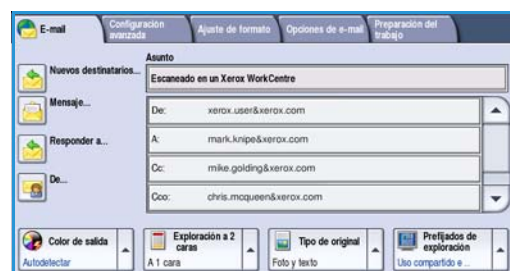 E-mail
Configuración avanzada
Ajuste de formato
Opciones de e-mail
Preparación del trabajo
Asunto
Nuevos destinatarios...
Escaneado en un Xerox WorkCentre
Mensaje...
De: xerox.user&xerox.com
Responder a...
A: mark.knipe&xerox.com
Cc: mike.golding&xerox.com
De...
Cco: chris.mcqueen&xerox.com
Color de salida
Autodetectar
Exploración a 2 caras
A 1 cara
Tipo de original
Foto y texto
Prefijados de exploración
Uso compartido e ...